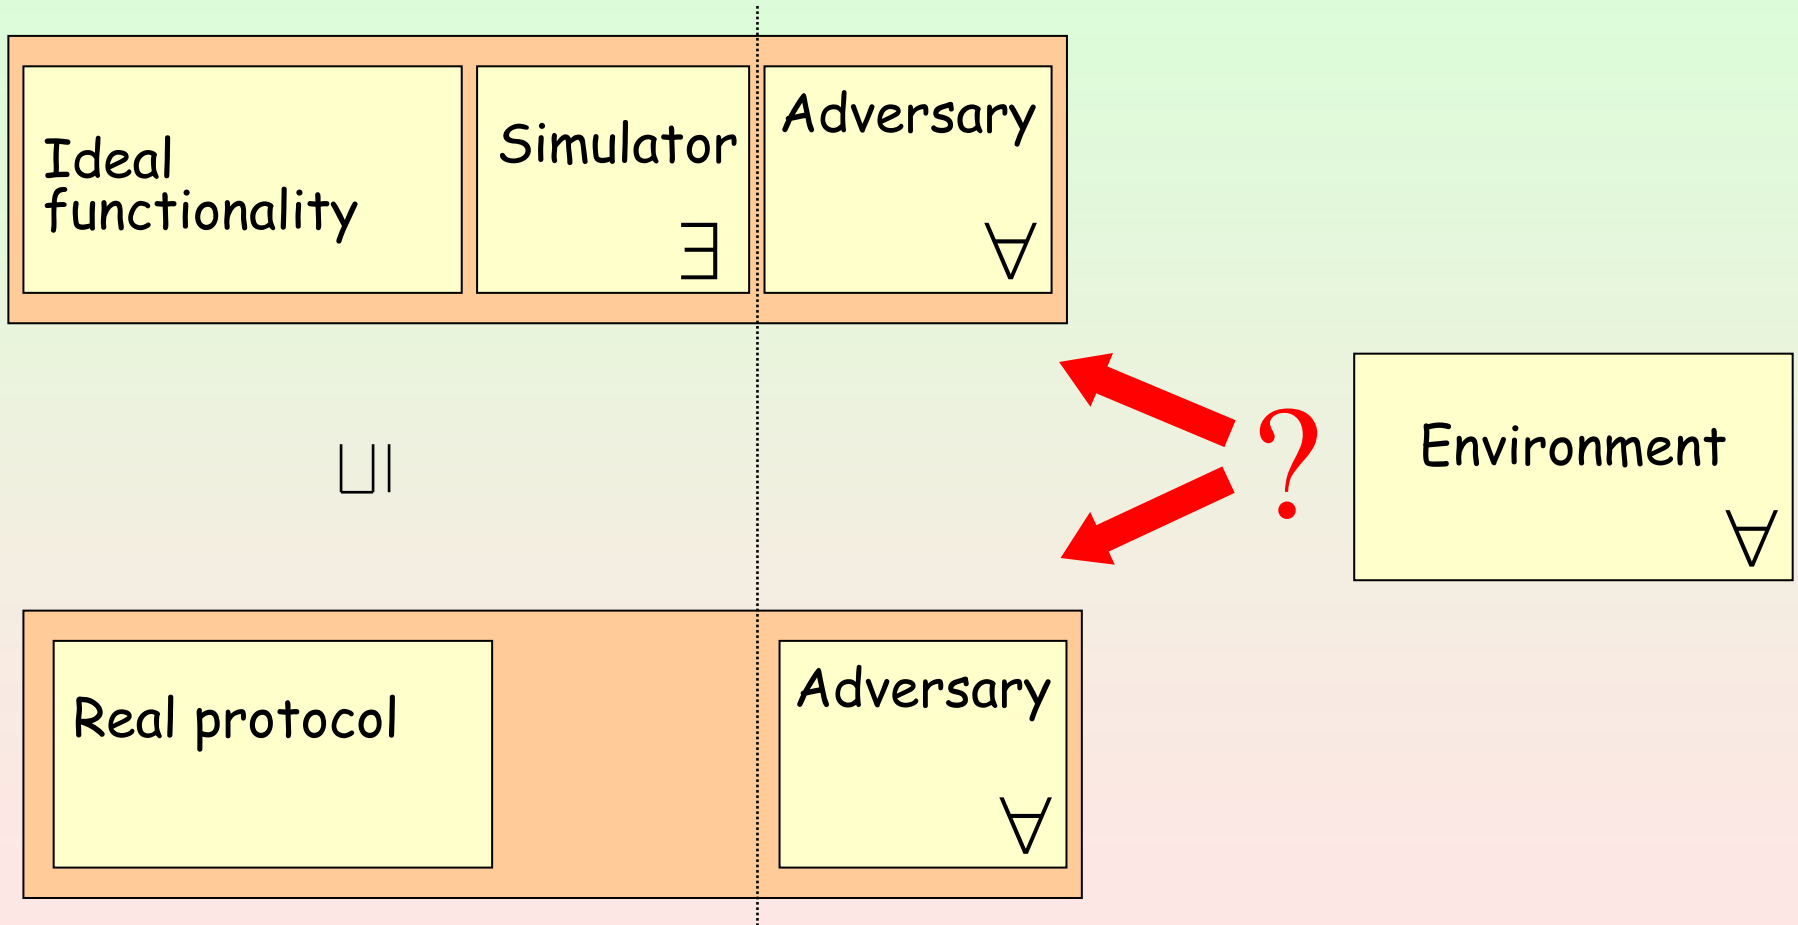 Ideal
functionality
Simulator
∃
Adversary
∀
⊔|
?
Environment
∀
Real protocol
Adversary
∀